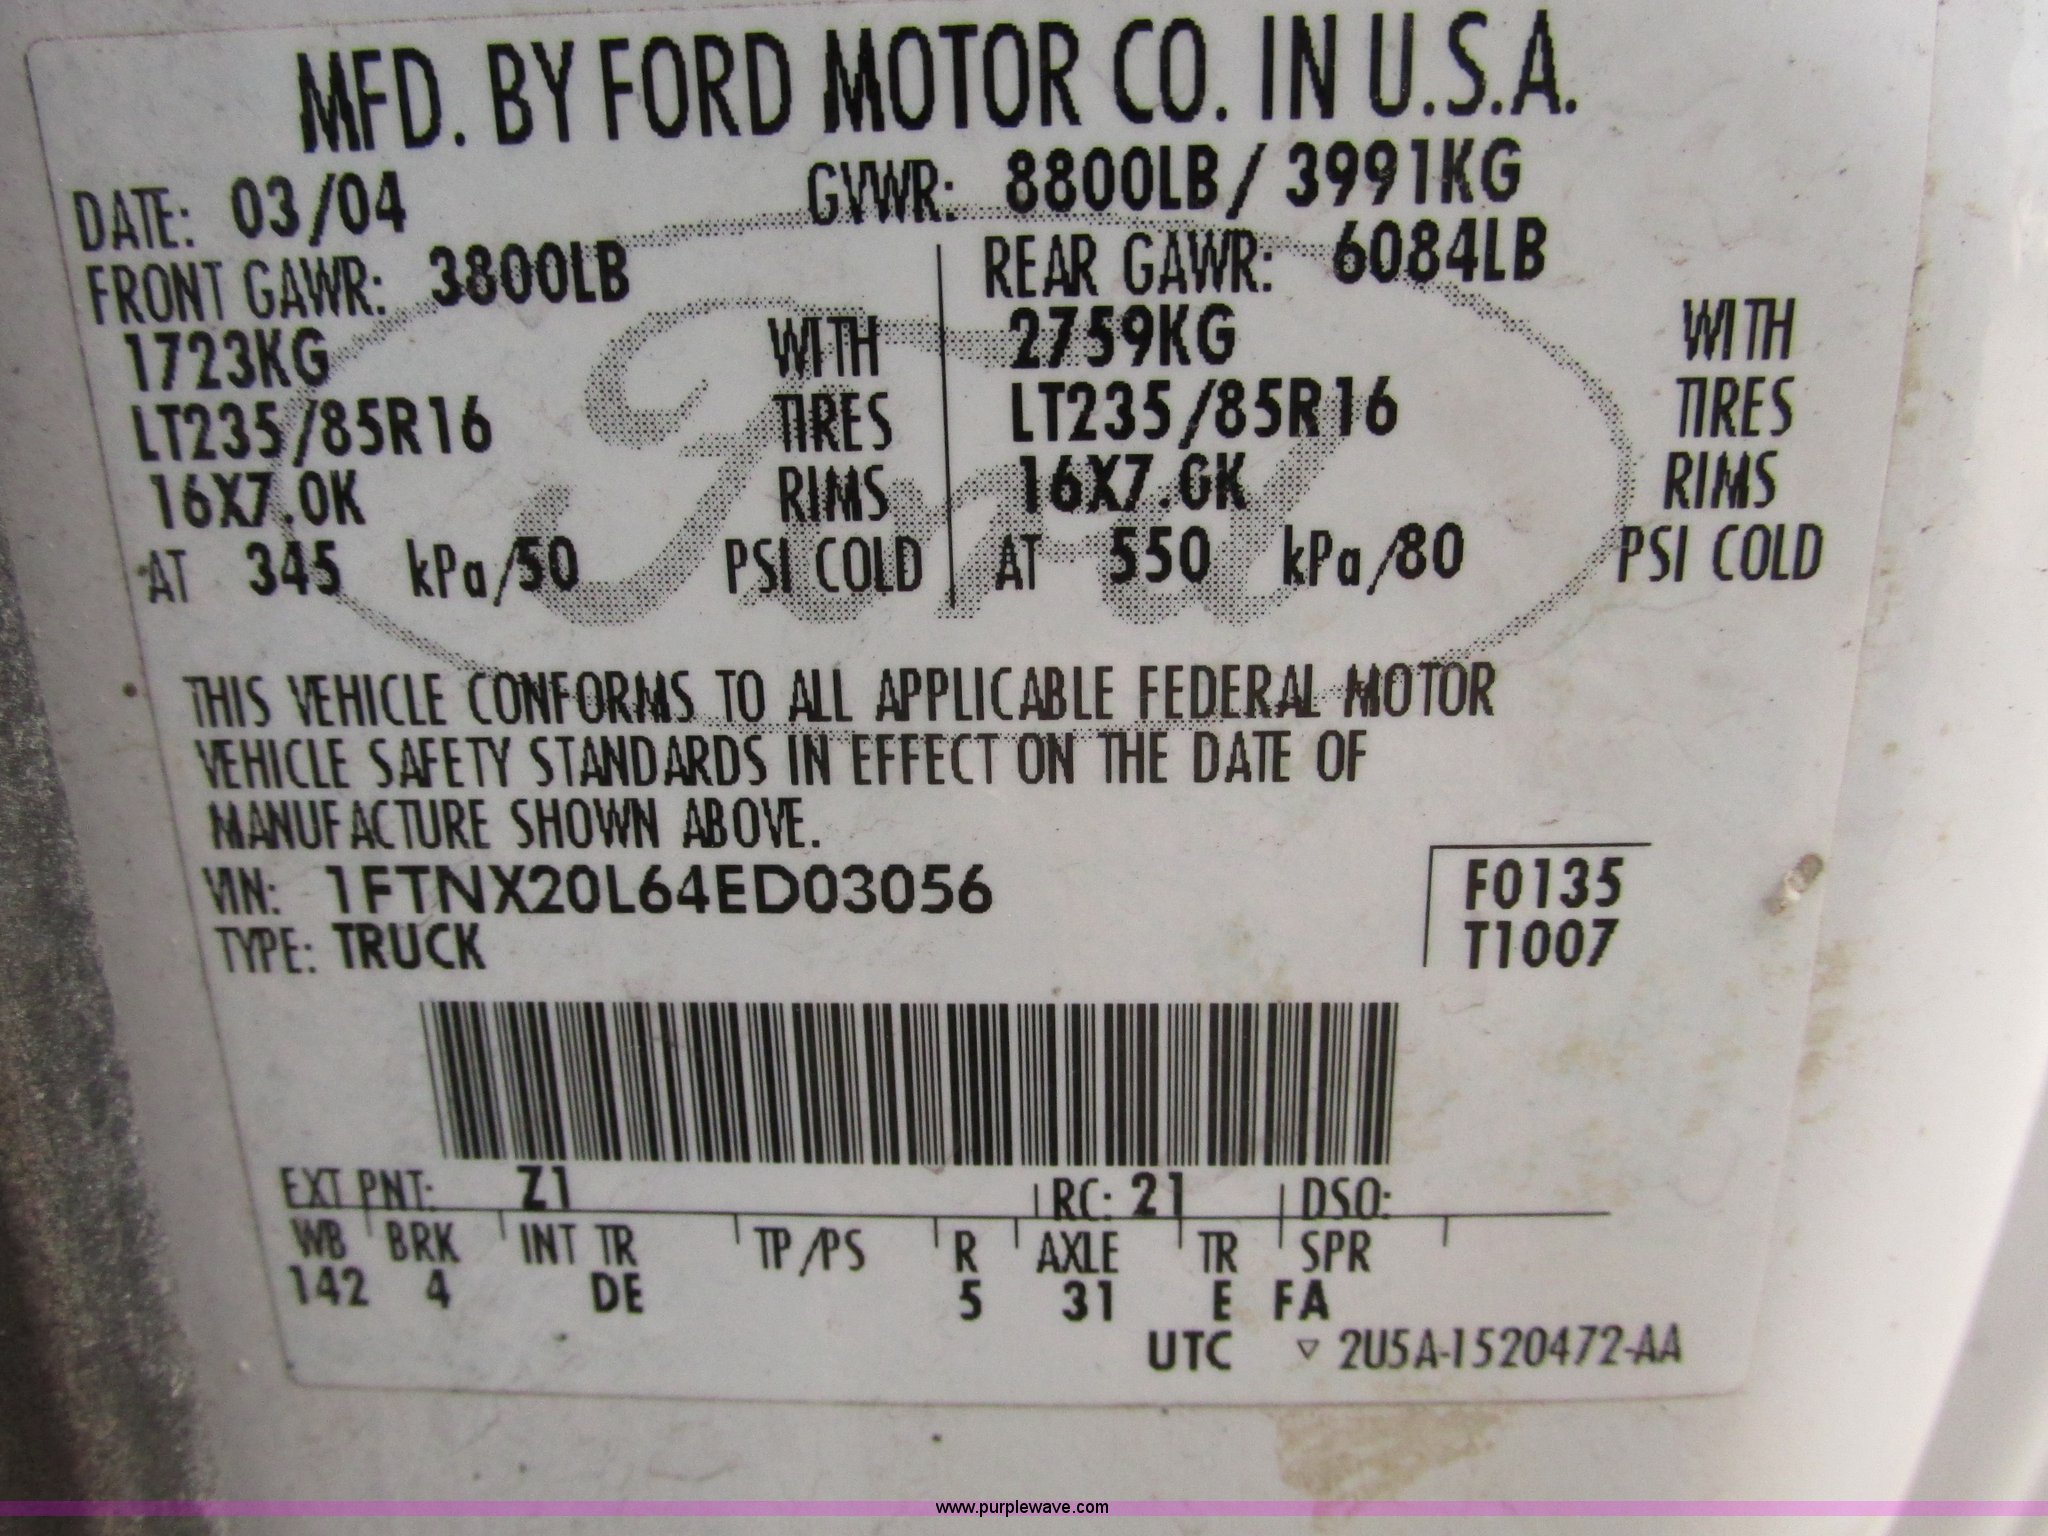 MFD. BY FORD MOTOR CO. IN U.S.A.
DATE: 03/04 GVWR: 8800LB/ 3991KG
FRONT GAWR: 3800LB REAR GAWR: 6084LB
1723KG WITH 2759KG WITH
LT235/85R16 TIRES LT235/85R16 TIRES
16X7.0K RIMS 16X7.0K RIMS
AT 345 kPa/50 PSI COLD AT 550 kPa/80 PSI COLD
Ford
THIS VEHICLE CONFORMS TO ALL APPLICABLE FEDERAL MOTOR
VEHICLE SAFETY STANDARDS IN EFFECT ON THE DATE OF
MANUFACTURE SHOWN ABOVE.
VIN: 1FTNX20L64ED03056 F0135
TYPE: TRUCK T1007
EXT PNT: Z1 RC: 21 DSO:
WB BRK INT TR TP/PS R AXLE TR SPR
142 4 DE 5 31 E FA
UTC ▽ 2U5A-1520472-AA
www.purplewave.com